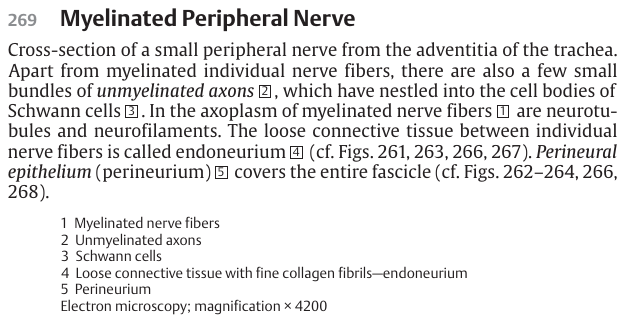 269 Myelinated Peripheral Nerve
Cross-section of a small peripheral nerve from the adventitia of the trachea.
Apart from myelinated individual nerve fibers, there are also a few small
bundles of unmyelinated axons 2, which have nestled into the cell bodies of
Schwann cells 3. In the axoplasm of myelinated nerve fibers 1 are neurotu-
bules and neurofilaments. The loose connective tissue between individual
nerve fibers is called endoneurium 4 (cf. Figs. 261, 263, 266, 267). Perineural
epithelium (perineurium) 5 covers the entire fascicle (cf. Figs. 262–264, 266,
268).
1 Myelinated nerve fibers
2 Unmyelinated axons
3 Schwann cells
4 Loose connective tissue with fine collagen fibrils—endoneurium
5 Perineurium
Electron microscopy; magnification × 4200